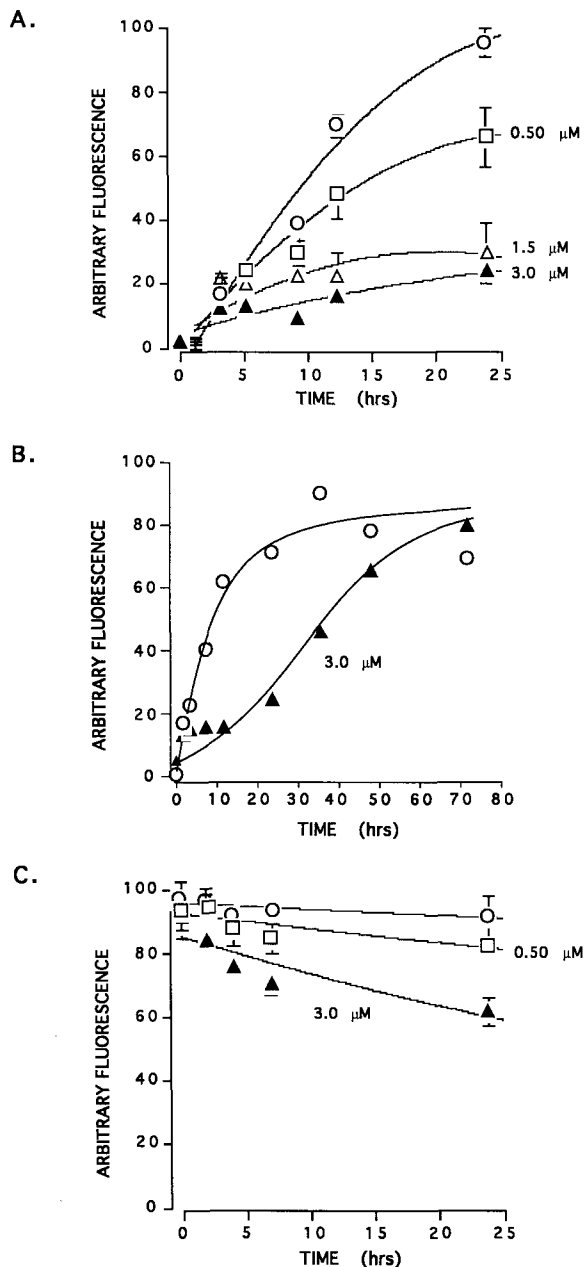 A.
100
80
60
40
20
0
ARBITRARY FLUORESCENCE
0 5 10 15 20 25
TIME (hrs)
0.50 µM
1.5 µM
3.0 µM
B.
100
80
60
40
20
0
ARBITRARY FLUORESCENCE
3.0 µM
0 10 20 30 40 50 60 70 80
TIME (hrs)
C.
100
80
60
40
20
0
ARBITRARY FLUORESCENCE
0.50 µM
3.0 µM
0 5 10 15 20 25
TIME (hrs)